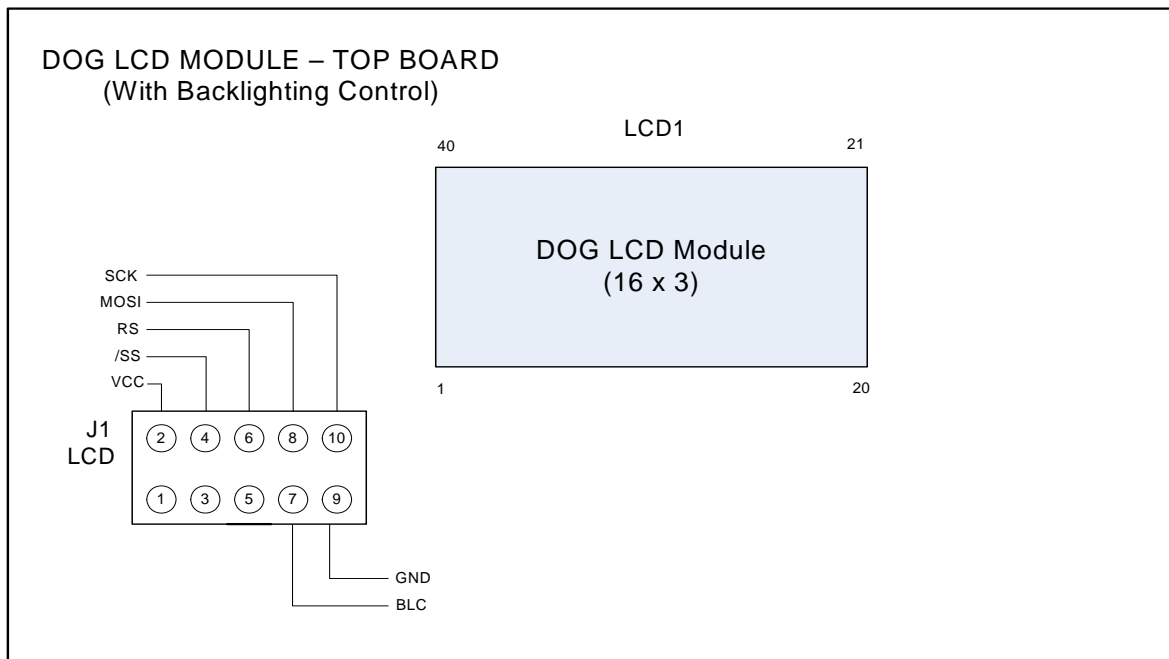 DOG LCD MODULE – TOP BOARD
(With Backlighting Control)
LCD1
40 21
DOG LCD Module
(16 x 3)
1 20
SCK
MOSI
RS
/SS
VCC
J1
LCD
2 4 6 8 10
1 3 5 7 9
GND
BLC